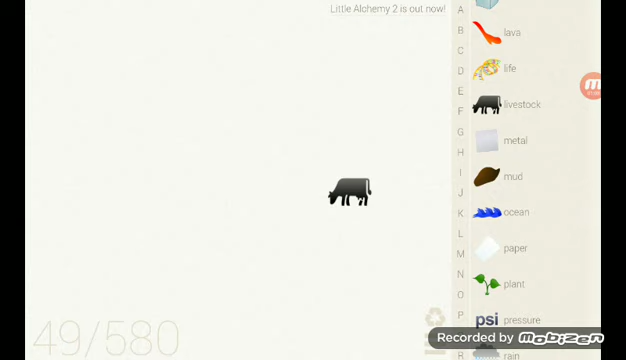 Little Alchemy 2 is out now!
A
B
C
D
E
F
G
H
I
J
K
L
M
N
O
P
R
lava
life
livestock
metal
mud
ocean
paper
plant
psi pressure
rain
49/580
Recorded by mobizen